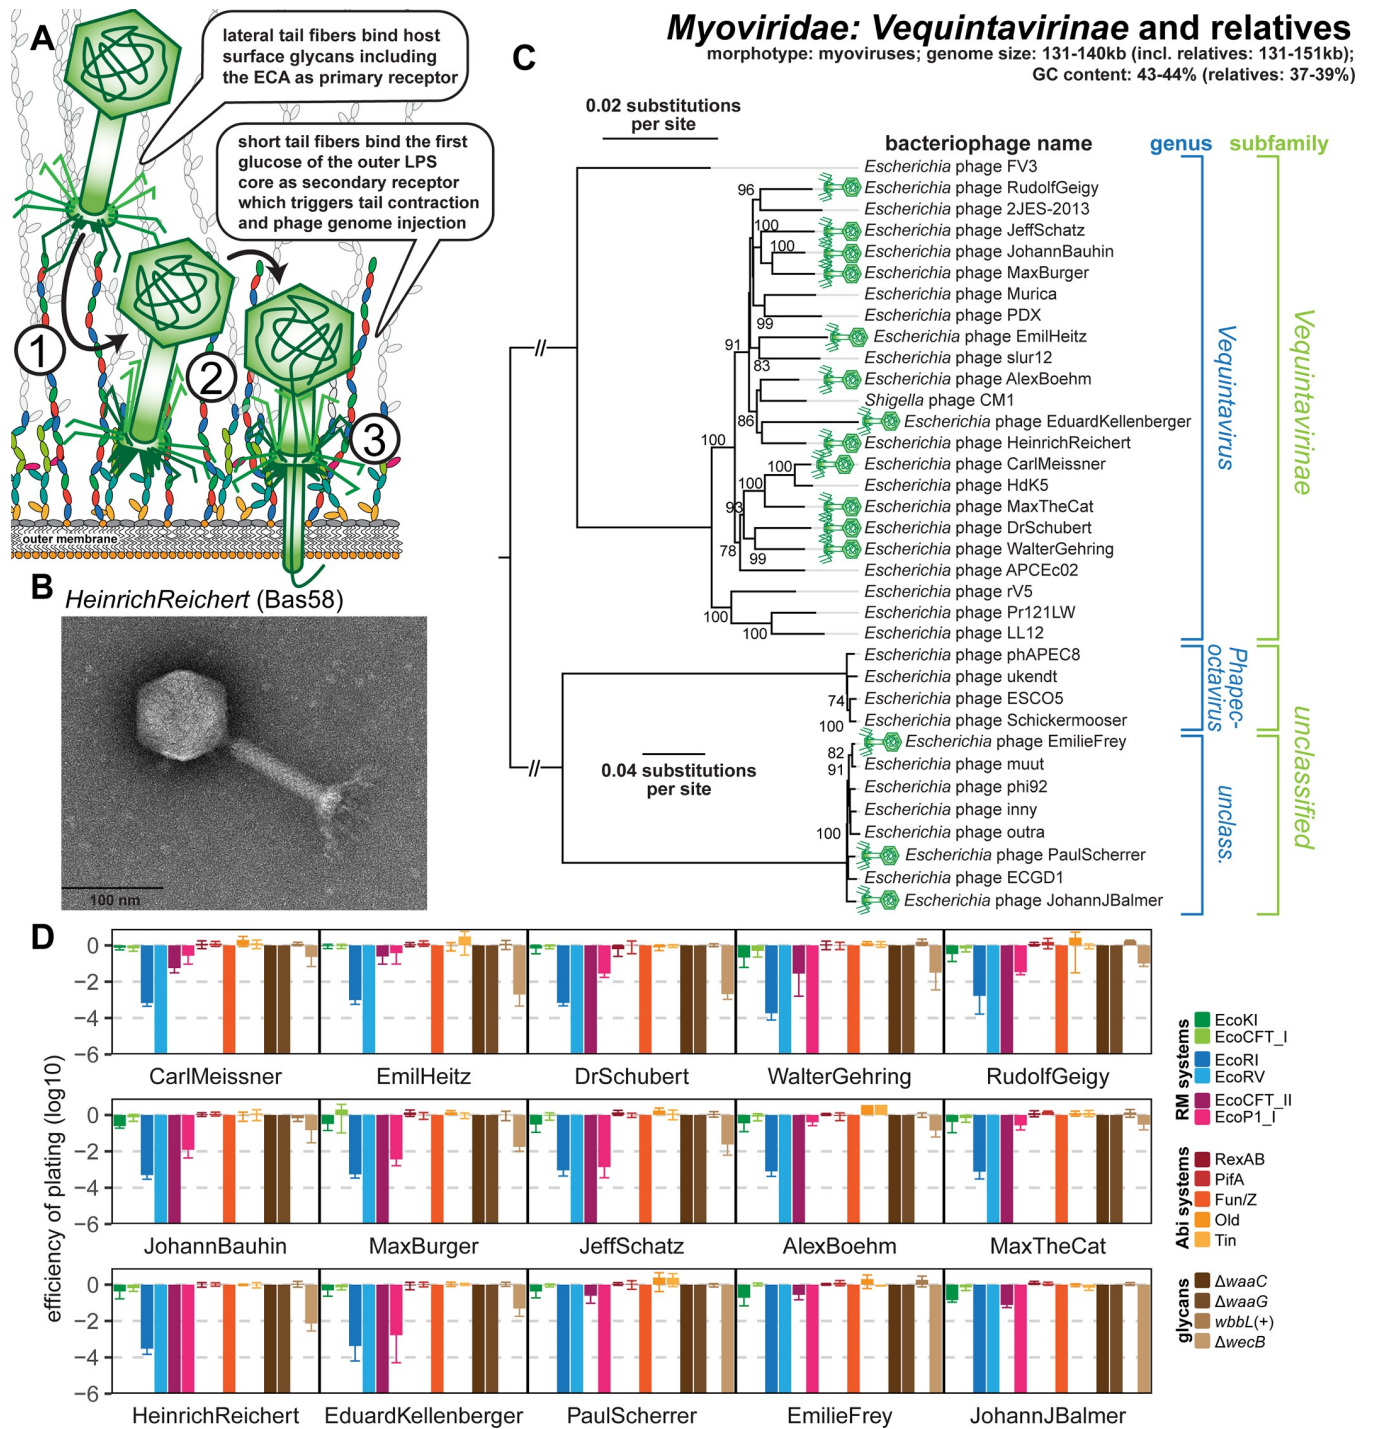 A
lateral tail fibers bind host
surface glycans including
the ECA as primary receptor
short tail fibers bind the first
glucose of the outer LPS
core as secondary receptor
which triggers tail contraction
and phage genome injection
1
2
3
outer membrane
B
HeinrichReichert (Bas58)
100 nm
Myoviridae: Vequintavirinae and relatives
morphotype: myoviruses; genome size: 131-140kb (incl. relatives: 131-151kb);
GC content: 43-44% (relatives: 37-39%)
C
0.02 substitutions
per site
bacteriophage name
genus
subfamily
Escherichia phage FV3
96
Escherichia phage RudolfGeigy
Escherichia phage 2JES-2013
100
Escherichia phage JeffSchatz
100
Escherichia phage JohannBauhin
Escherichia phage MaxBurger
Escherichia phage Murica
99
Escherichia phage PDX
91
Escherichia phage EmilHeitz
83
Escherichia phage slur12
Escherichia phage AlexBoehm
Shigella phage CM1
86
Escherichia phage EduardKellenberger
100
Escherichia phage HeinrichReichert
100
Escherichia phage CarlMeissner
100
Escherichia phage HdK5
93
Escherichia phage MaxTheCat
Escherichia phage DrSchubert
78
99
Escherichia phage WalterGehring
Escherichia phage APCEc02
Escherichia phage rV5
100
Escherichia phage Pr121LW
100
Escherichia phage LL12
Escherichia phage phAPEC8
Escherichia phage ukendt
74
Escherichia phage ESCO5
100
Escherichia phage Schickermooser
82
Escherichia phage EmilieFrey
91
Escherichia phage muut
Escherichia phage phi92
Escherichia phage inny
100
Escherichia phage outra
Escherichia phage PaulScherrer
Escherichia phage ECGD1
Escherichia phage JohannJBalmer
0.04 substitutions
per site
Vequintavirus
Vequintavirinae
Phapec-
octavirus
unclass.
unclassified
D
efficiency of plating (log10)
0
−2
−4
−6
CarlMeissner
EmilHeitz
DrSchubert
WalterGehring
RudolfGeigy
0
−2
−4
−6
JohannBauhin
MaxBurger
JeffSchatz
AlexBoehm
MaxTheCat
0
−2
−4
−6
HeinrichReichert
EduardKellenberger
PaulScherrer
EmilieFrey
JohannJBalmer
RM systems
EcoKI
EcoCFT_I
EcoRI
EcoRV
EcoCFT_II
EcoP1_I
Abi systems
RexAB
PifA
Fun/Z
Old
Tin
glycans
ΔwaaC
ΔwaaG
wbbL(+)
ΔwecB